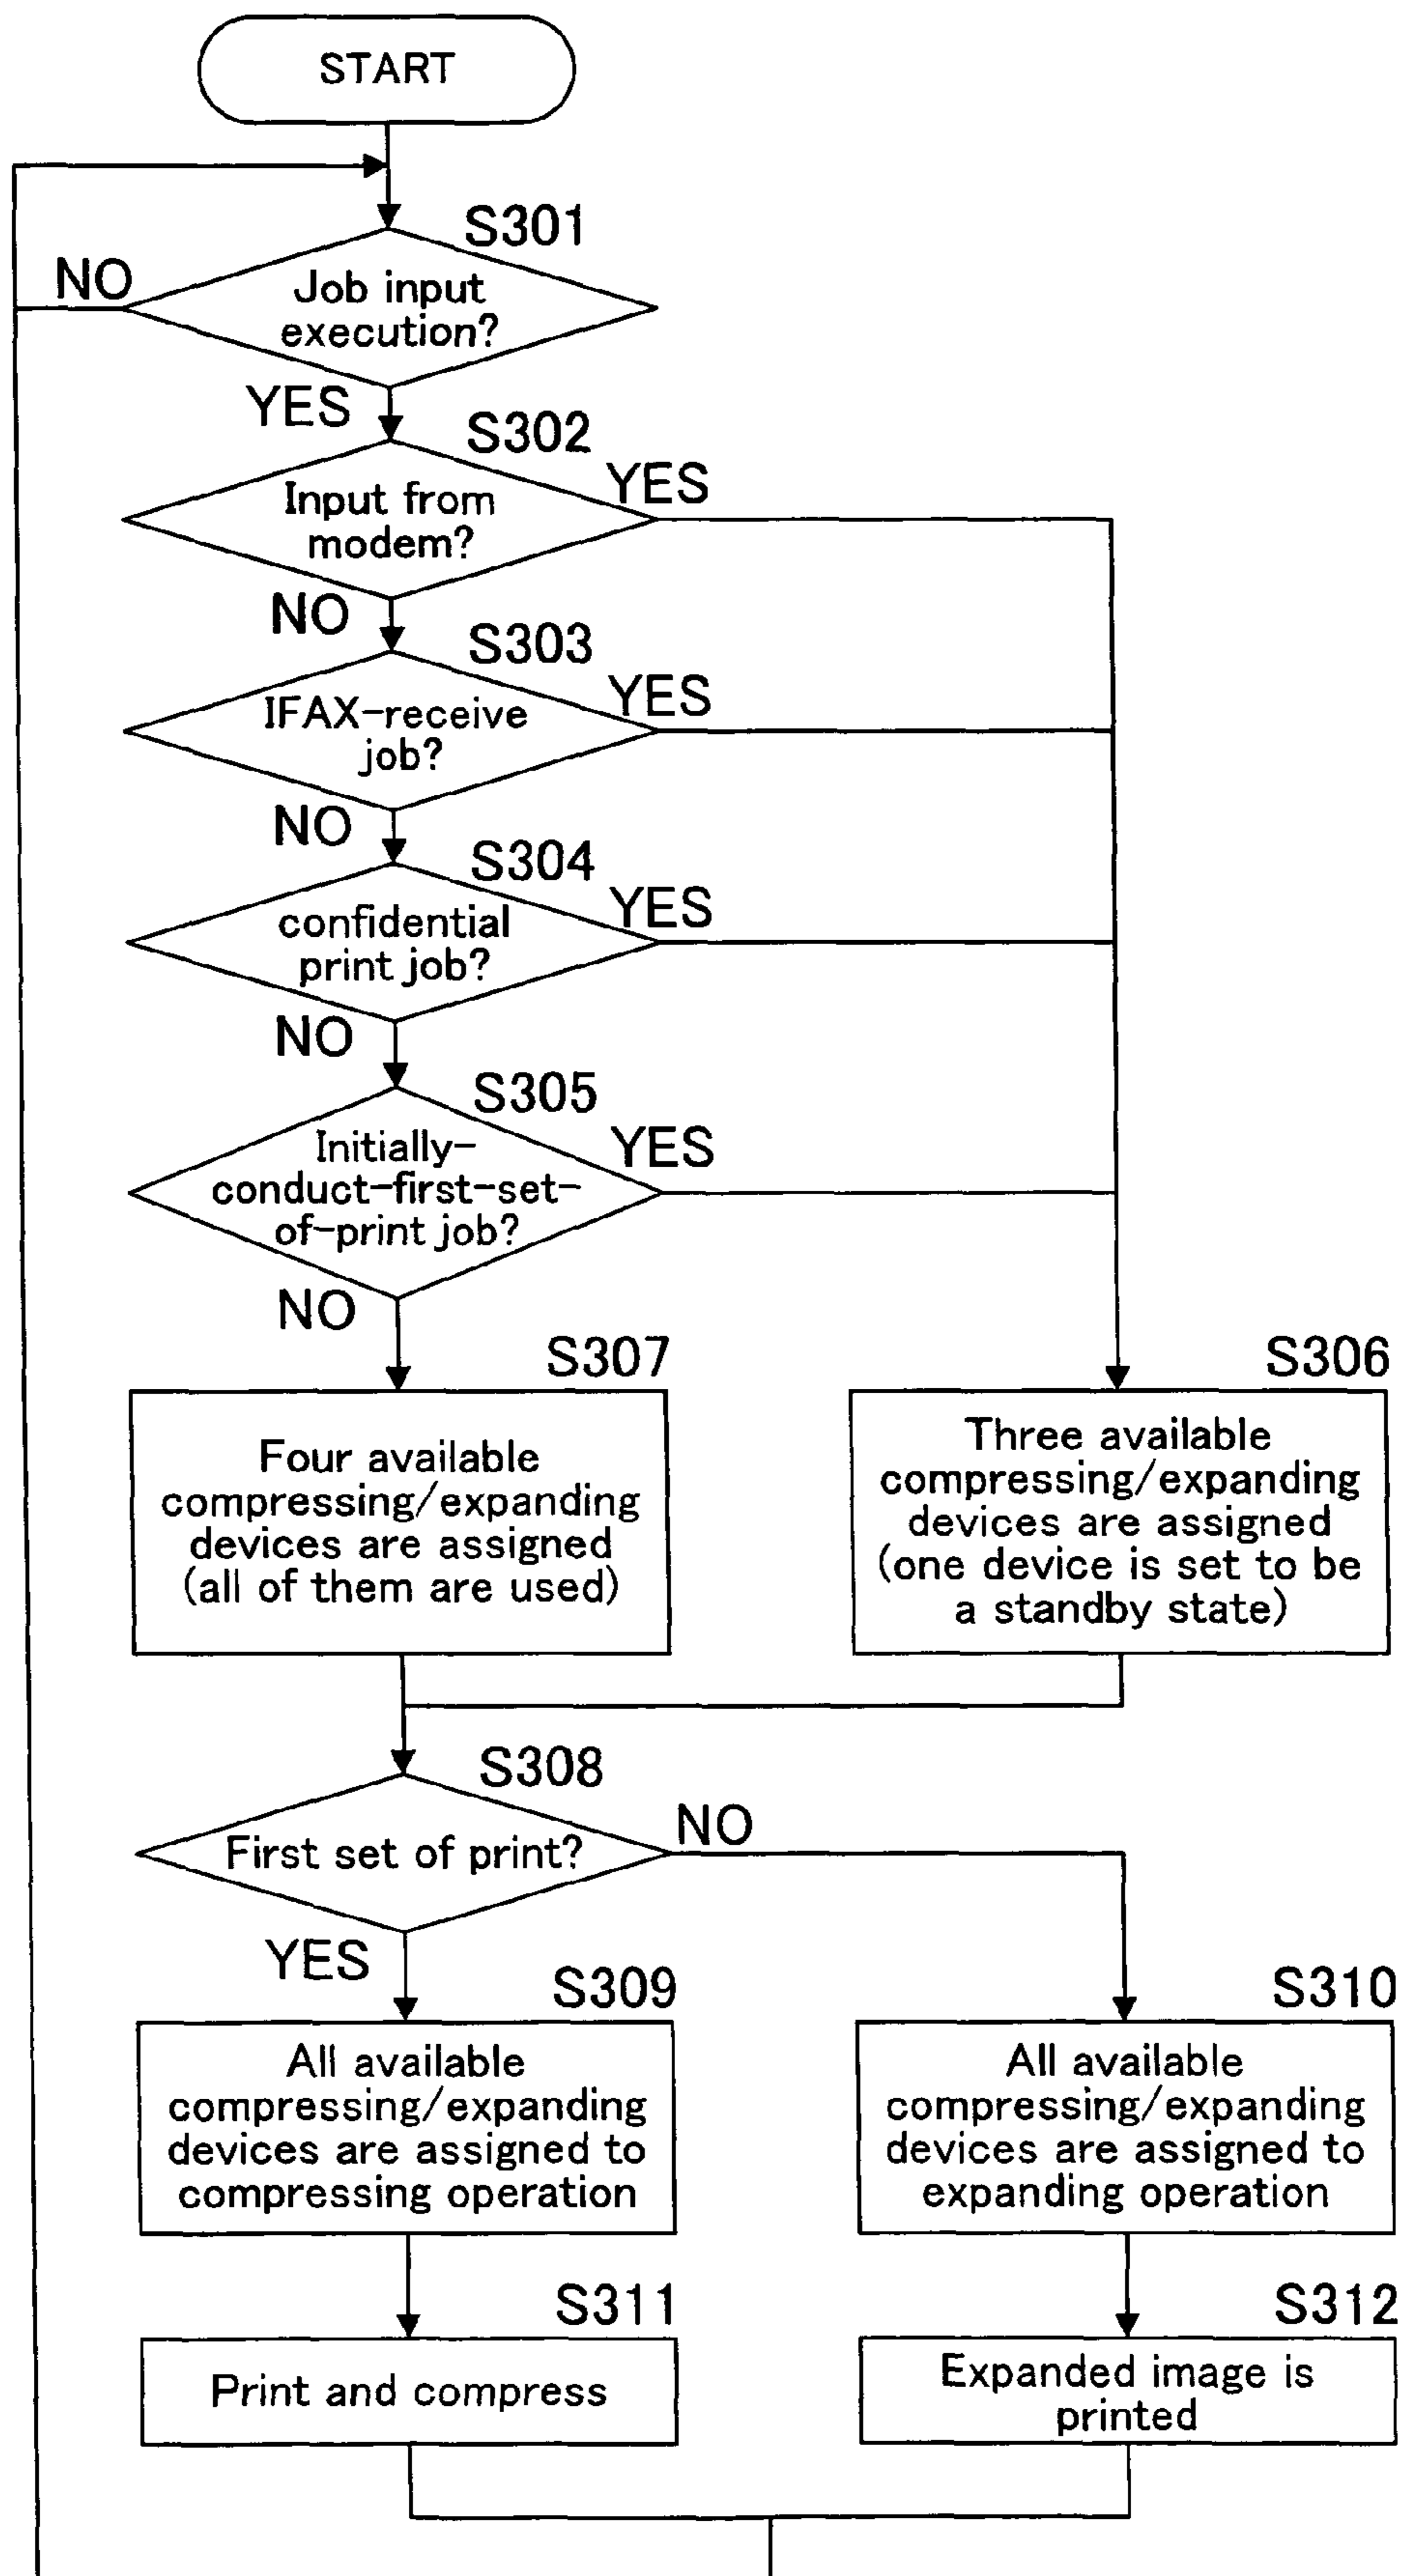 START
S301
NO
Job input
execution?
YES
S302
YES
Input from
modem?
NO
S303
YES
IFAX-receive
job?
NO
S304
YES
confidential
print job?
NO
S305
YES
Initially-
conduct-first-set-
of-print job?
NO
S307
Four available
compressing/expanding
devices are assigned
(all of them are used)
S306
Three available
compressing/expanding
devices are assigned
(one device is set to be
a standby state)
S308
NO
First set of print?
YES
S309
All available
compressing/expanding
devices are assigned to
compressing operation
S310
All available
compressing/expanding
devices are assigned to
expanding operation
S311
Print and compress
S312
Expanded image is
printed